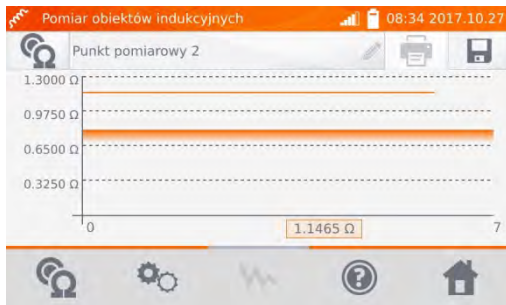 Pomiar obiektów indukcyjnych 08:34 2017.10.27
Punkt pomiarowy 2
1.3000 Ω
0.9750 Ω
0.6500 Ω
0.3250 Ω
0 1.1465 Ω 7